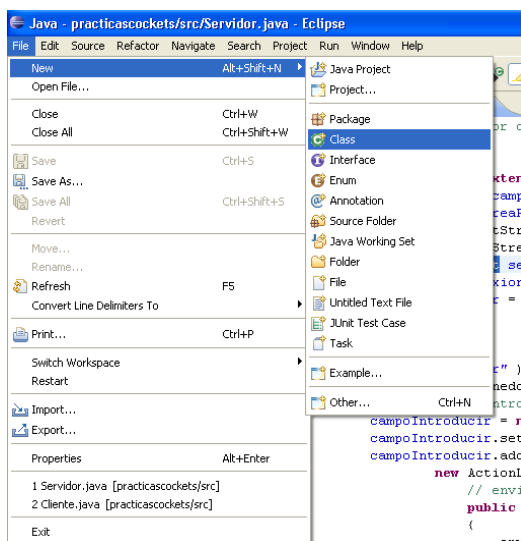 Java - practicascockets/src/Servidor.java - Eclipse
File Edit Source Refactor Navigate Search Project Run Window Help
New Alt+Shift+N
Open File...
Close Ctrl+W
Close All Ctrl+Shift+W
Save Ctrl+S
Save As...
Save All Ctrl+Shift+S
Revert
Move...
Rename...
Refresh F5
Convert Line Delimiters To
Print... Ctrl+P
Switch Workspace
Restart
Import...
Export...
Properties Alt+Enter
1 Servidor.java [practicascockets/src]
2 Cliente.java [practicascockets/src]
Exit
Java Project
Project...
Package
Class
Interface
Enum
Annotation
Source Folder
Java Working Set
Folder
File
Untitled Text File
JUnit Test Case
Task
Example...
Other... Ctrl+N
campoIntroducir = n
campoIntroducir.set
campoIntroducir.add
new ActionL
// envi
public
{